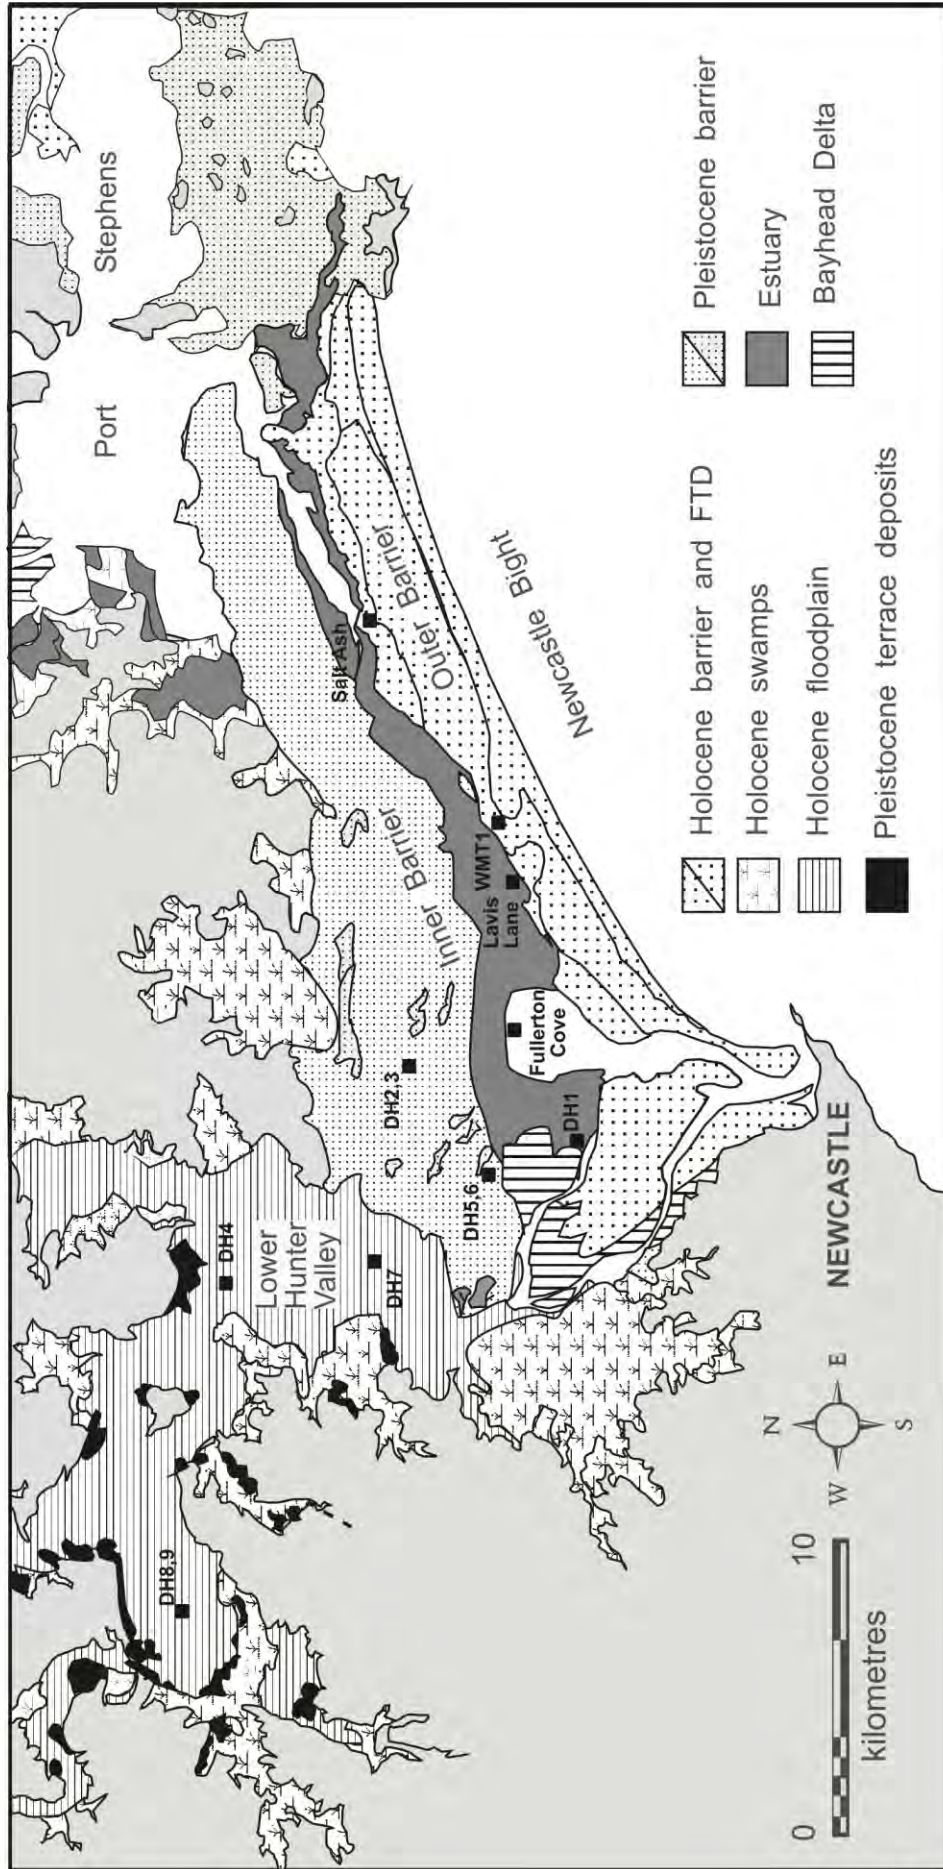 Port
Stephens
Salt Ash
Outer Barrier
Newcastle Bight
Inner Barrier
Lavis
Lane
WMT1
Fullerton
Cove
DH2,3
DH1
DH5,6
DH4
Lower
Hunter
Valley
DH7
DH8,9
NEWCASTLE
N
W
E
S
0
10
kilometres
Holocene barrier and FTD
Holocene swamps
Holocene floodplain
Pleistocene terrace deposits
Pleistocene barrier
Estuary
Bayhead Delta